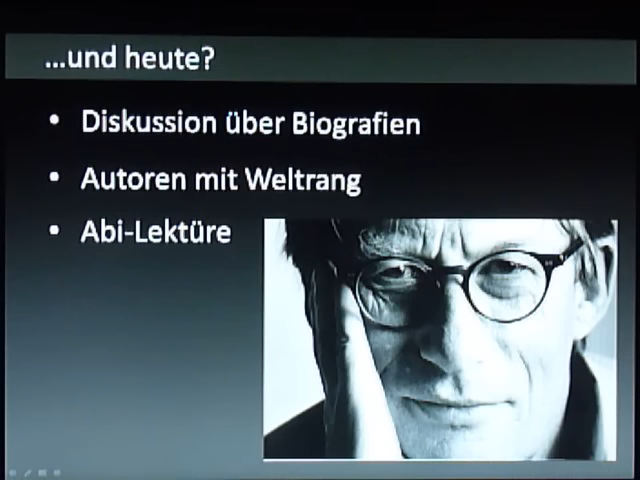 ...und heute?
• Diskussion über Biografien
• Autoren mit Weltrang
• Abi-Lektüre